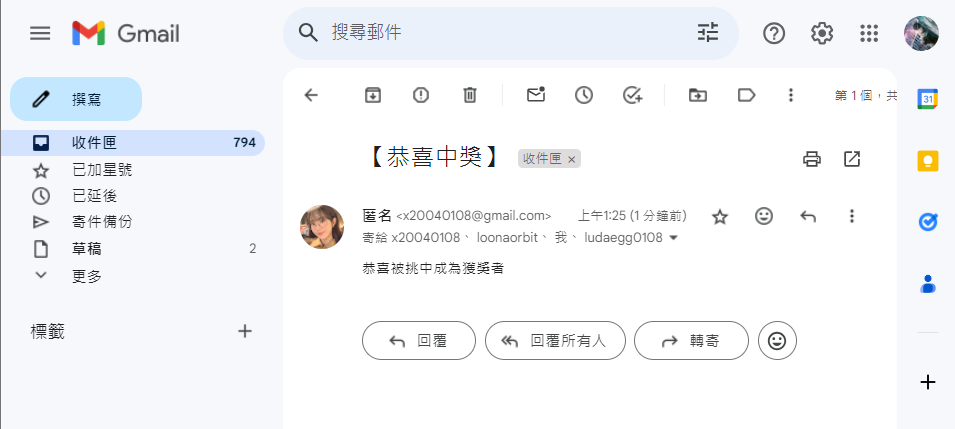 Gmail
搜尋郵件
撰寫
收件匣 794
已加星號
已延後
寄件備份
草稿 2
更多
標籤
第 1 個，共
【恭喜中獎】 收件匣 ×
匿名 <x20040108@gmail.com> 上午1:25 (1 分鐘前)
寄給 x20040108、 loonaorbit、 我、 ludaegg0108
恭喜被挑中成為獲獎者
回覆 回覆所有人 轉寄
31